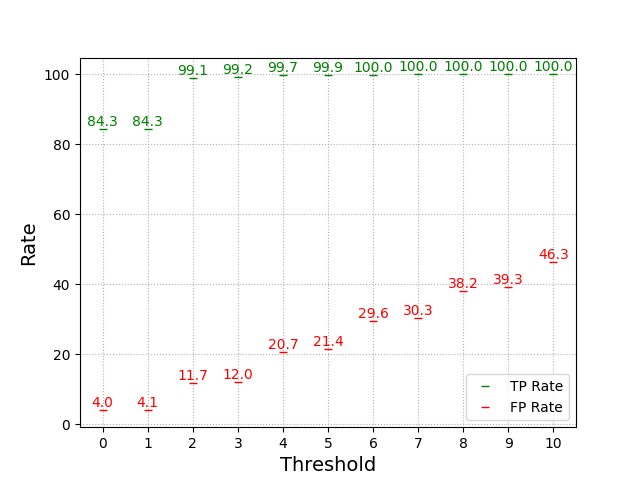 99.1 99.2 99.7 99.9 100.0 100.0 100.0 100.0 100.0
100
84.3 84.3
80
60
46.3
40
38.2 39.3
29.6 30.3
20.7 21.4
20
11.7 12.0
4.0 4.1
0
TP Rate
FP Rate
0 1 2 3 4 5 6 7 8 9 10
Threshold
Rate